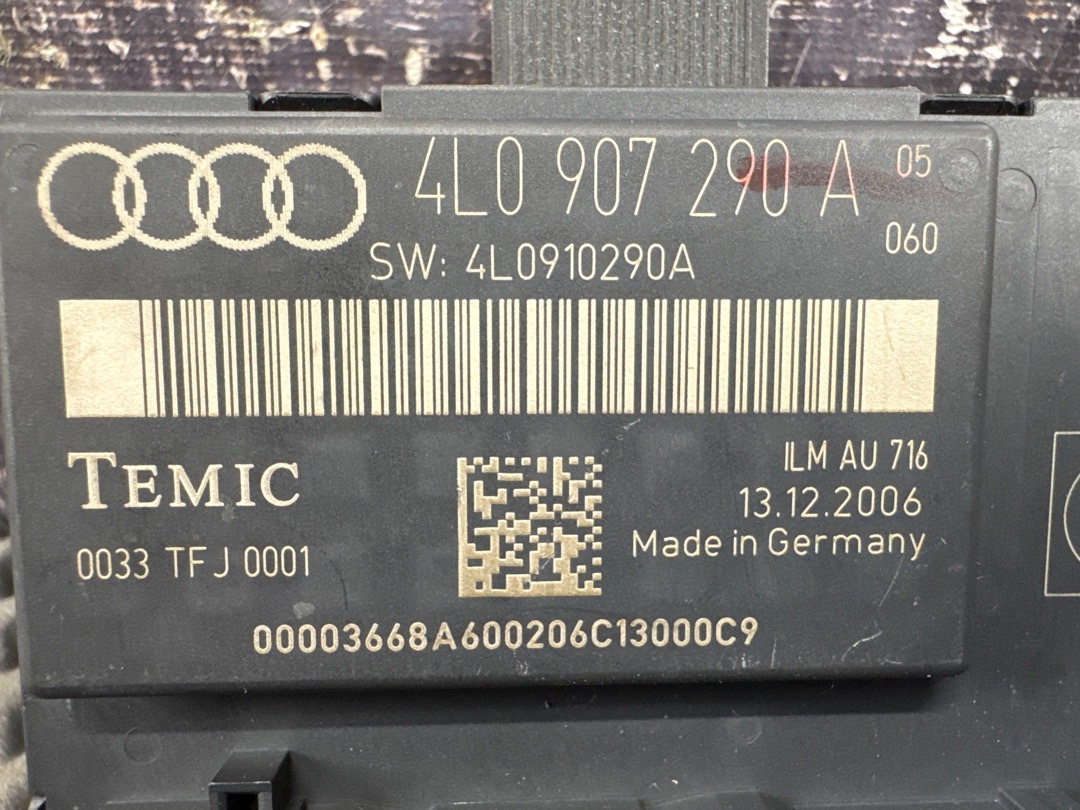 4L0 907 290 A 05
060
SW: 4L0910290A
TEMIC
ILM AU 716
13.12.2006
Made in Germany
0033 TFJ 0001
00003668A600206C13000C9